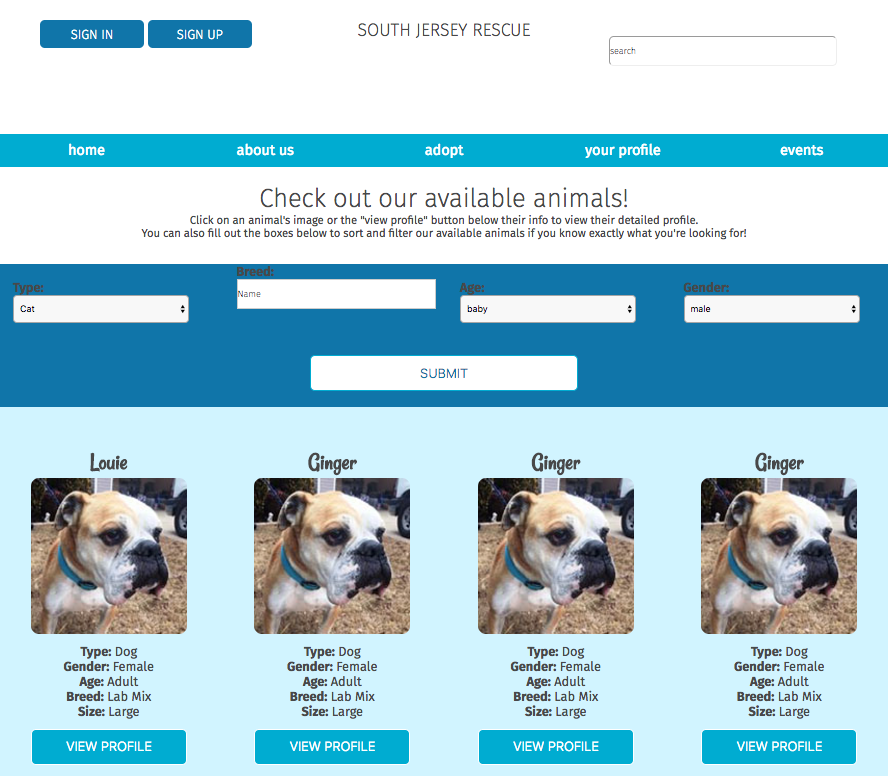 SIGN IN SIGN UP SOUTH JERSEY RESCUE
search
home about us adopt your profile events
Check out our available animals!
Click on an animal's image or the "view profile" button below their info to view their detailed profile.
You can also fill out the boxes below to sort and filter our available animals if you know exactly what you're looking for!
Type: Breed: Age: Gender:
Cat Name baby male
SUBMIT
Louie Ginger Ginger Ginger
Type: Dog Type: Dog Type: Dog Type: Dog
Gender: Female Gender: Female Gender: Female Gender: Female
Age: Adult Age: Adult Age: Adult Age: Adult
Breed: Lab Mix Breed: Lab Mix Breed: Lab Mix Breed: Lab Mix
Size: Large Size: Large Size: Large Size: Large
VIEW PROFILE VIEW PROFILE VIEW PROFILE VIEW PROFILE